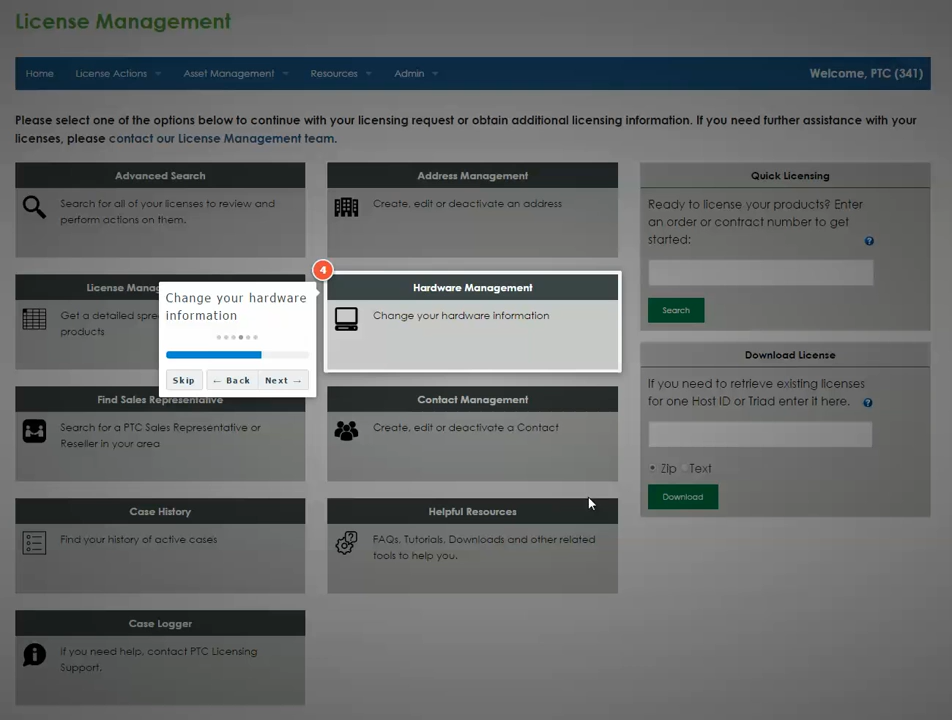 License Management
Home License Actions Asset Management Resources Admin Welcome, PTC (341)
Please select one of the options below to continue with your licensing request or obtain additional licensing information. If you need further assistance with your
licenses, please contact our License Management team.
Advanced Search
Search for all of your licenses to review and
perform actions on them.
Address Management
Create, edit or deactivate an address
Quick Licensing
Ready to license your products? Enter
an order or contract number to get
started:
?
Search
License
Get a detailed
products
4
Change your hardware
information
Skip ← Back Next →
Hardware Management
Change your hardware information
Download License
If you need to retrieve existing licenses
for one Host ID or Triad enter it here.
?
Zip Text
Download
Find Sales Representative
Search for a PTC Sales Representative or
Reseller in your area
Contact Management
Create, edit or deactivate a Contact
Case History
Find your history of active cases
Helpful Resources
FAQs, Tutorials, Downloads and other related
tools to help you.
Case Logger
If you need help, contact PTC Licensing
Support.